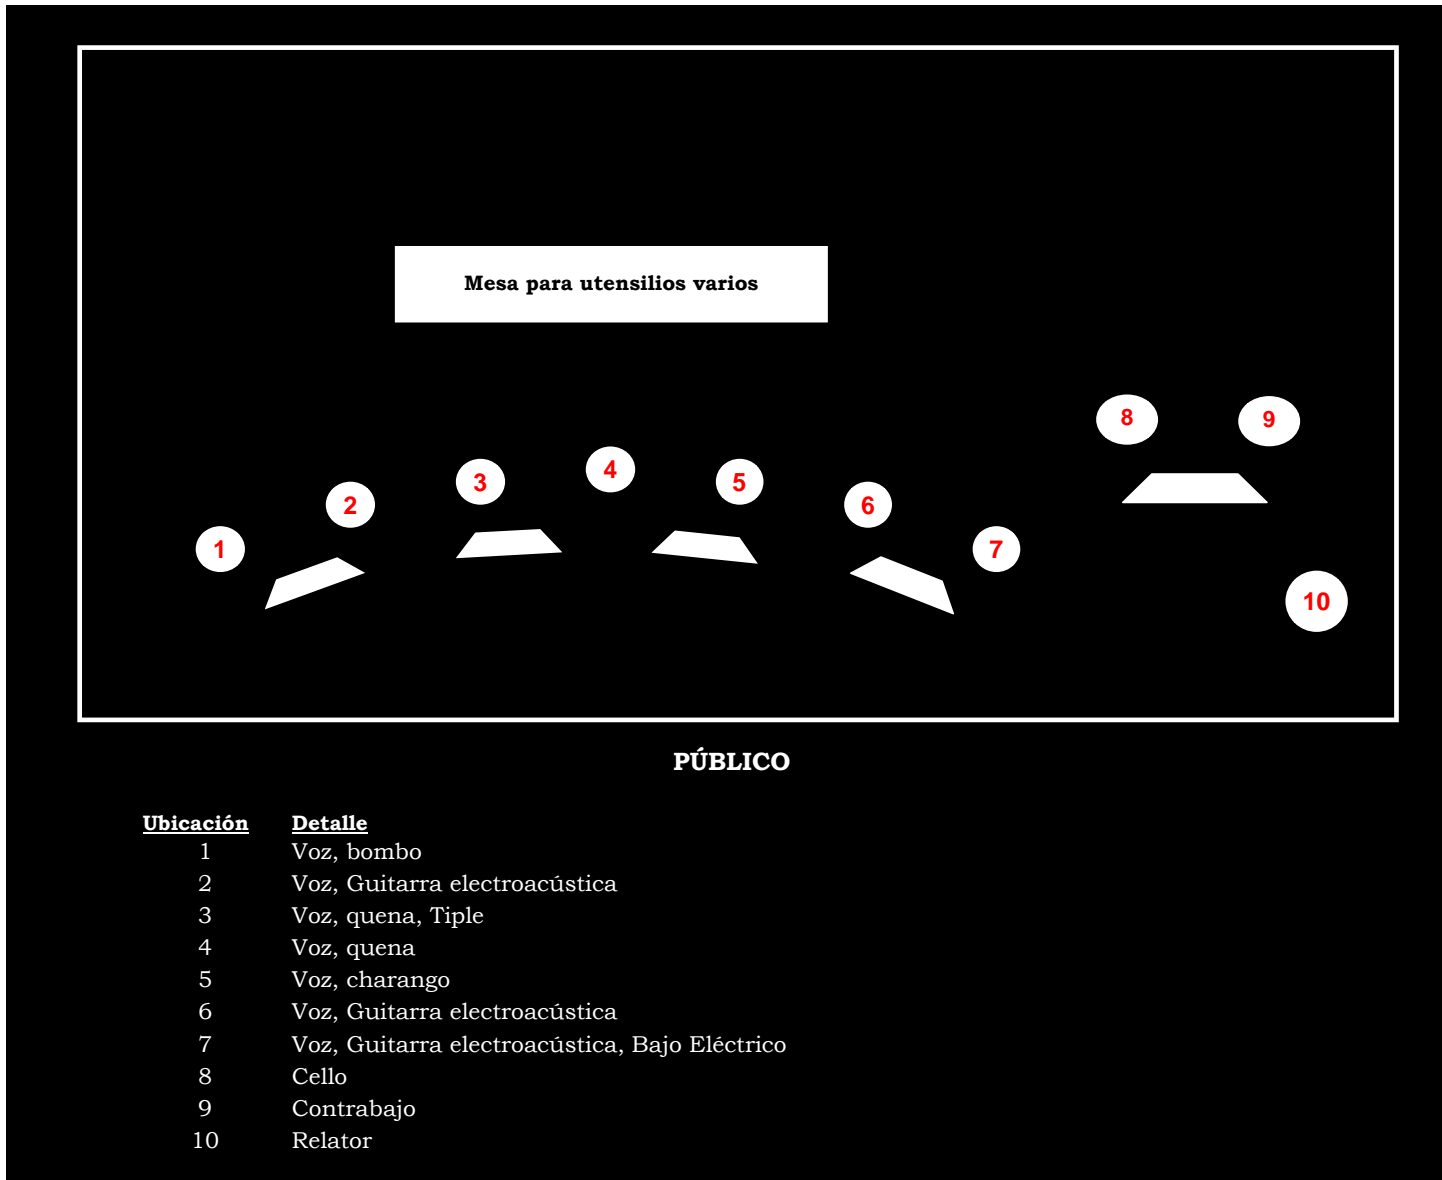 Mesa para utensilios varios
8 9
4
3 5
2 6
1 7
10
PÚBLICO
Ubicación Detalle
1 Voz, bombo
2 Voz, Guitarra electroacústica
3 Voz, quena, Tiple
4 Voz, quena
5 Voz, charango
6 Voz, Guitarra electroacústica
7 Voz, Guitarra electroacústica, Bajo Eléctrico
8 Cello
9 Contrabajo
10 Relator